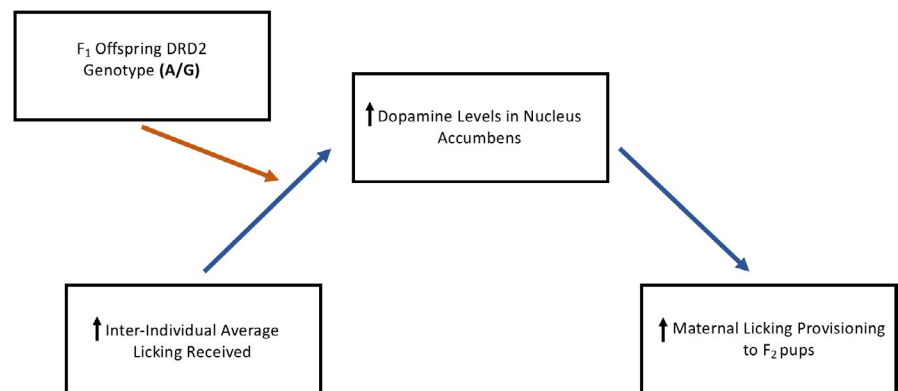 F₁ Offspring DRD2
Genotype (A/G)
Dopamine Levels in Nucleus
Accumbens
Inter-Individual Average
Licking Received
Maternal Licking Provisioning
to F₂ pups